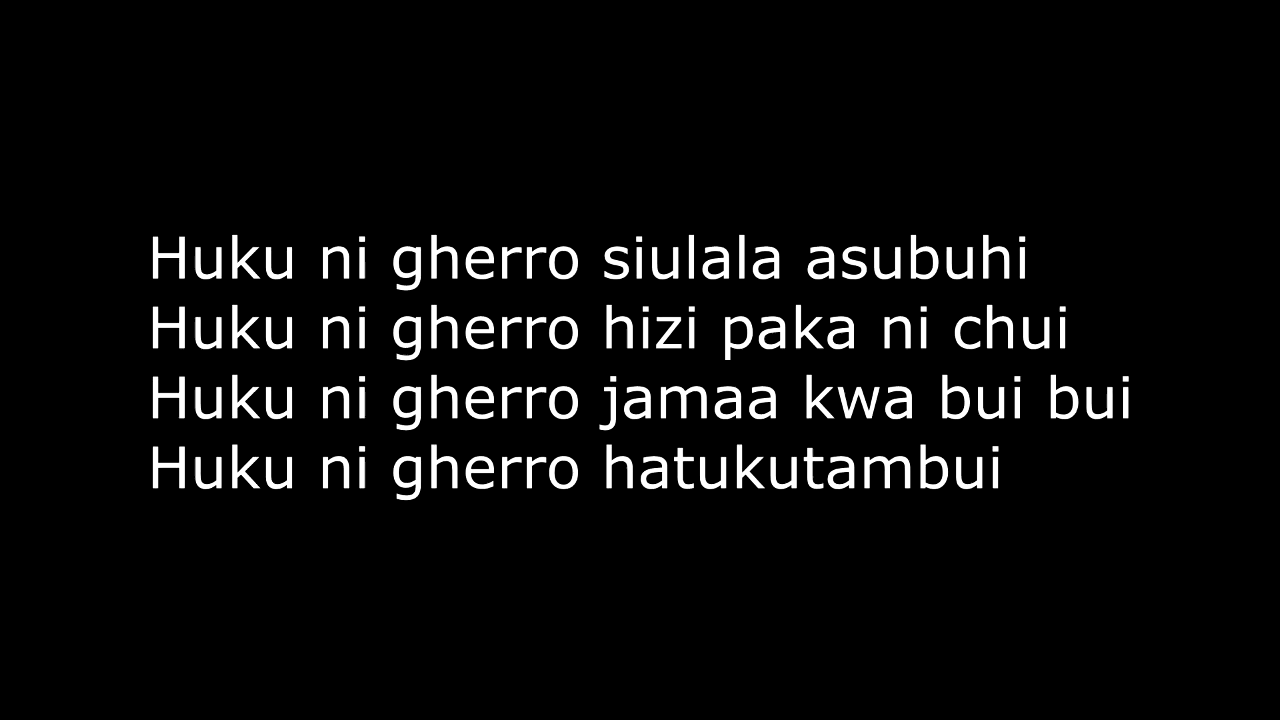 Huku ni gherro siulala asubuhi
Huku ni gherro hizi paka ni chui
Huku ni gherro jamaa kwa bui bui
Huku ni gherro hatukutambui